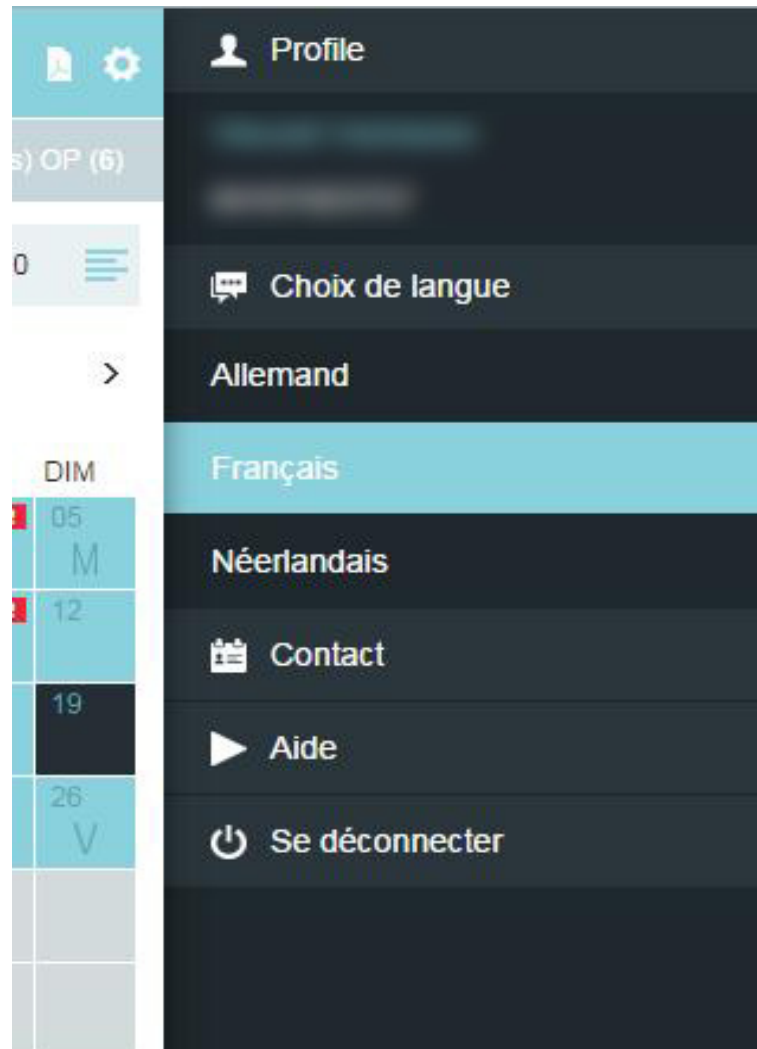 Profile
s) OP (6)
0
Choix de langue
>
Allemand
DIM
Français
05
M
Néerlandais
12
Contact
19
Aide
26
V
Se déconnecter